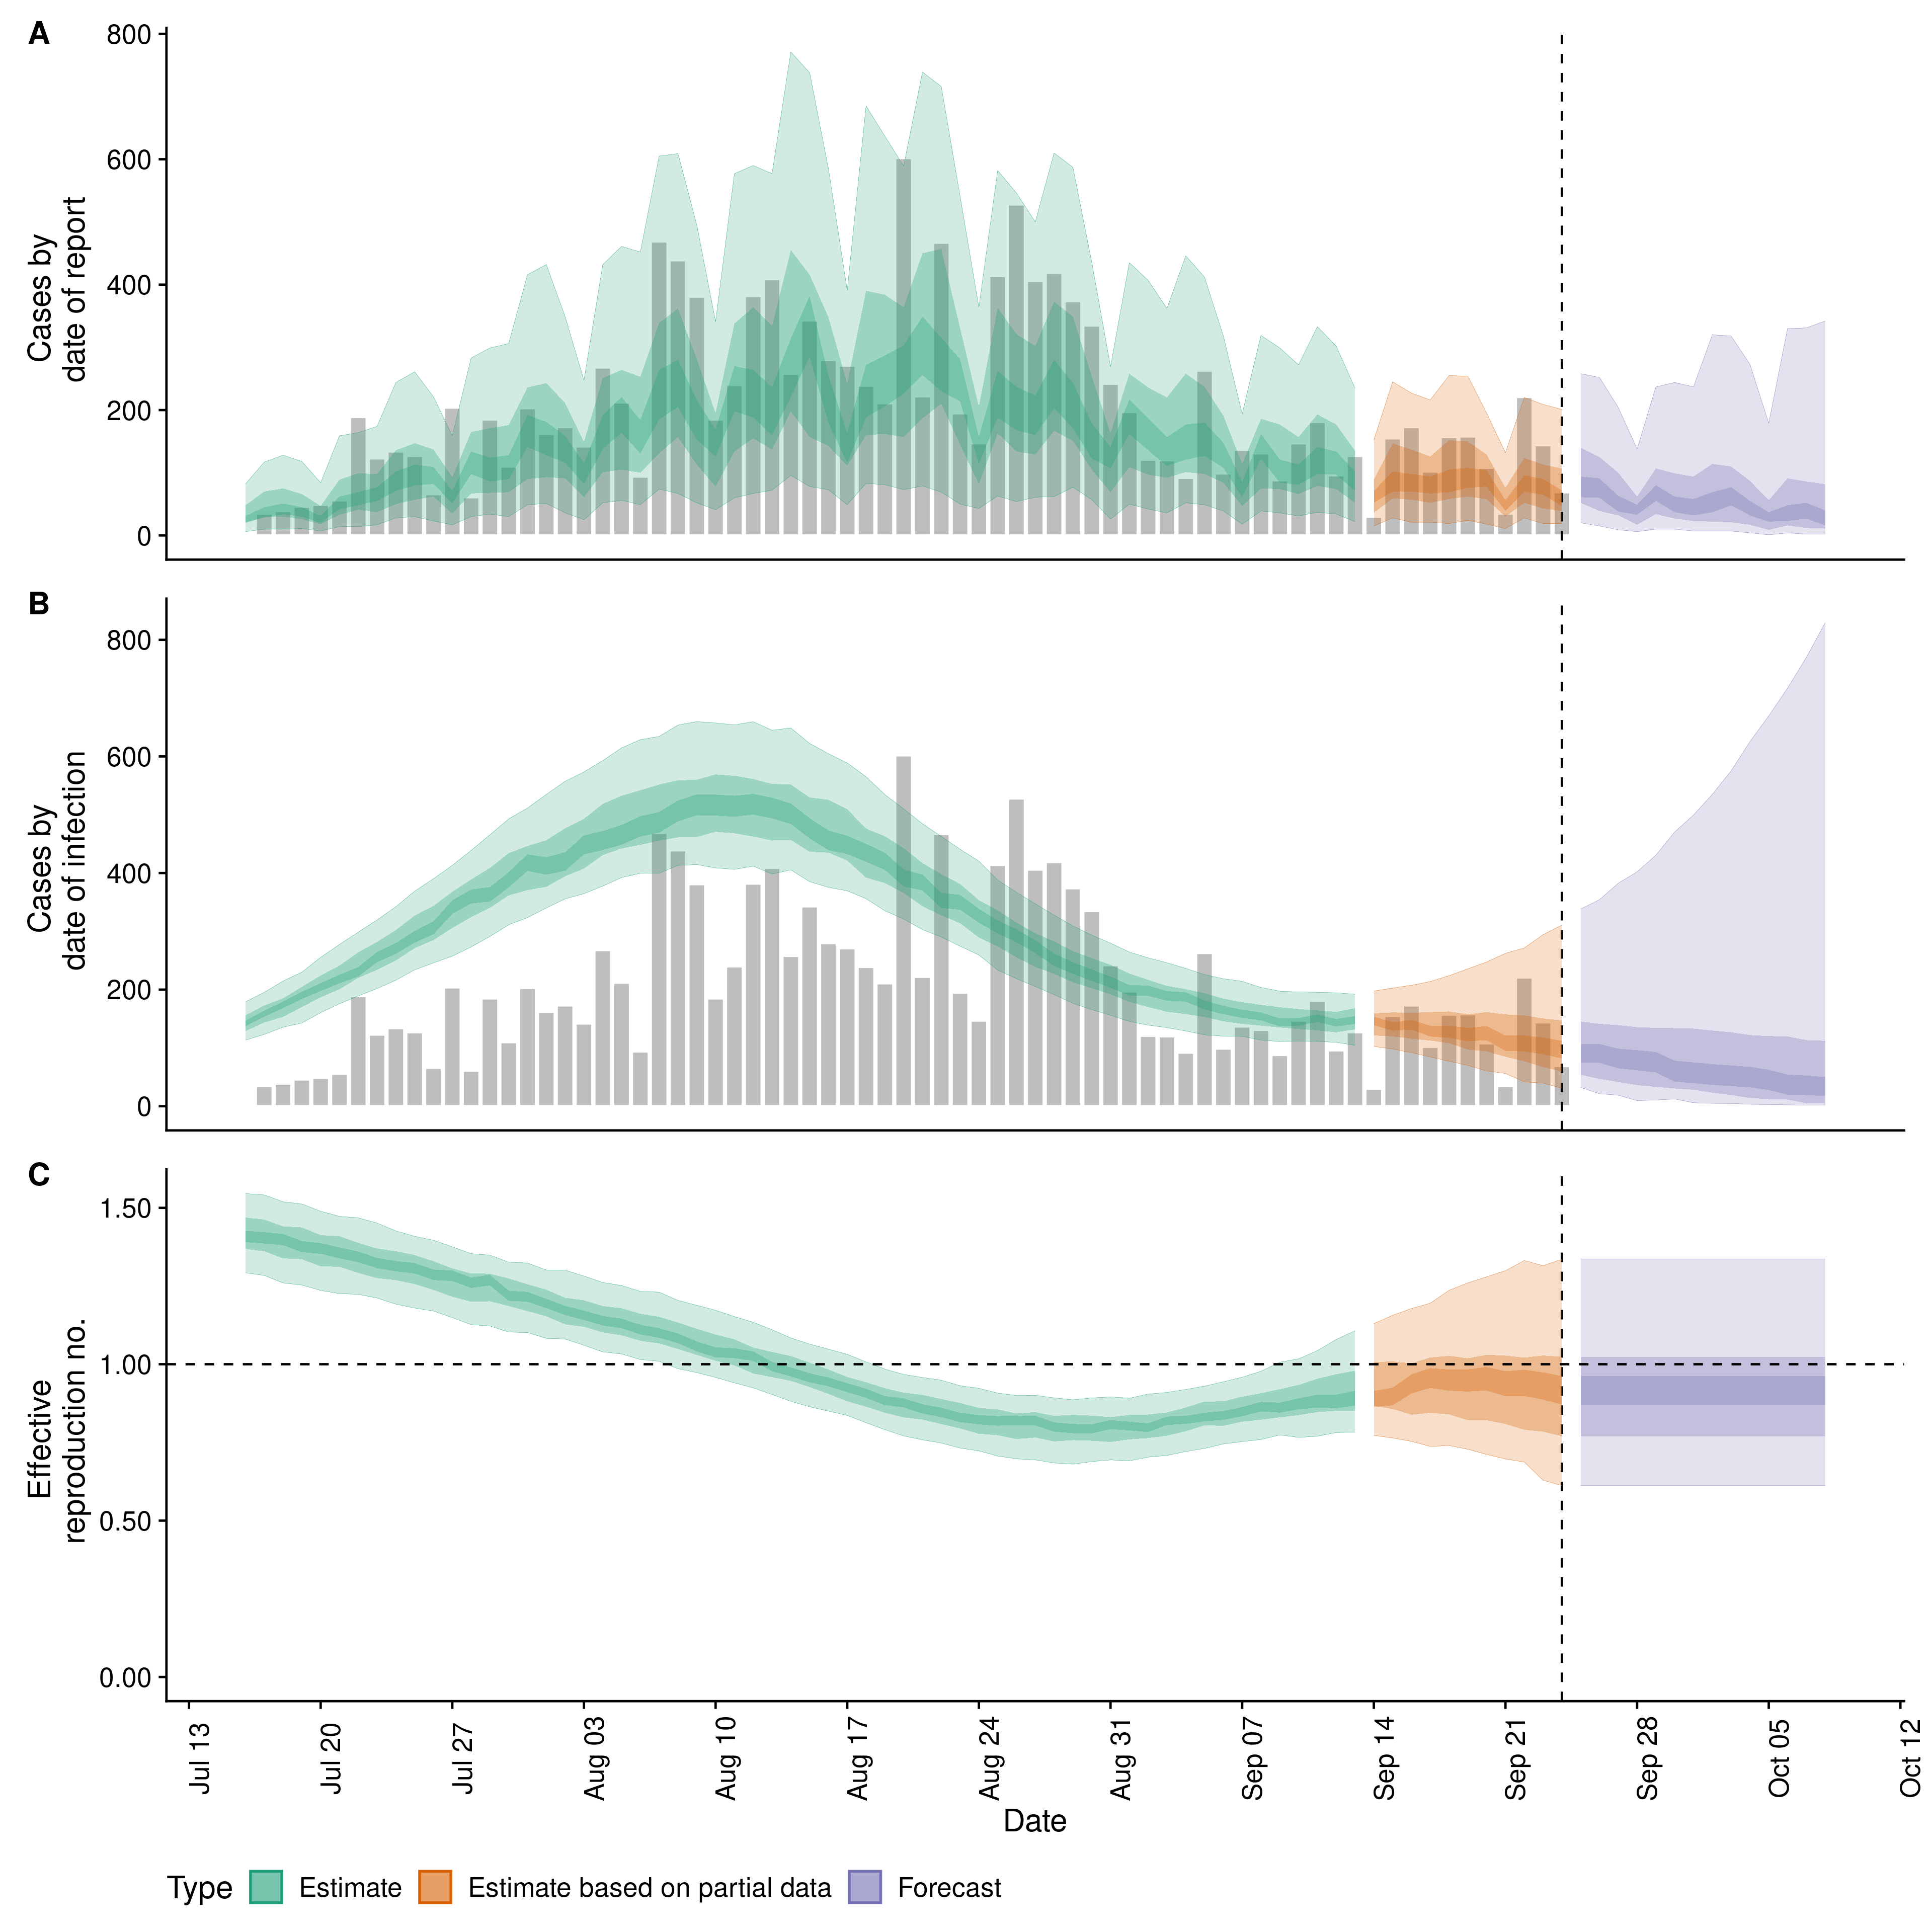 A
800
600
400
200
0
Cases by
date of report
B
800
600
400
200
0
Cases by
date of infection
C
1.50
1.00
0.50
0.00
Effective
reproduction no.
Jul 13
Jul 20
Jul 27
Aug 03
Aug 10
Aug 17
Aug 24
Aug 31
Sep 07
Sep 14
Sep 21
Sep 28
Oct 05
Oct 12
Date
Type Estimate Estimate based on partial data Forecast